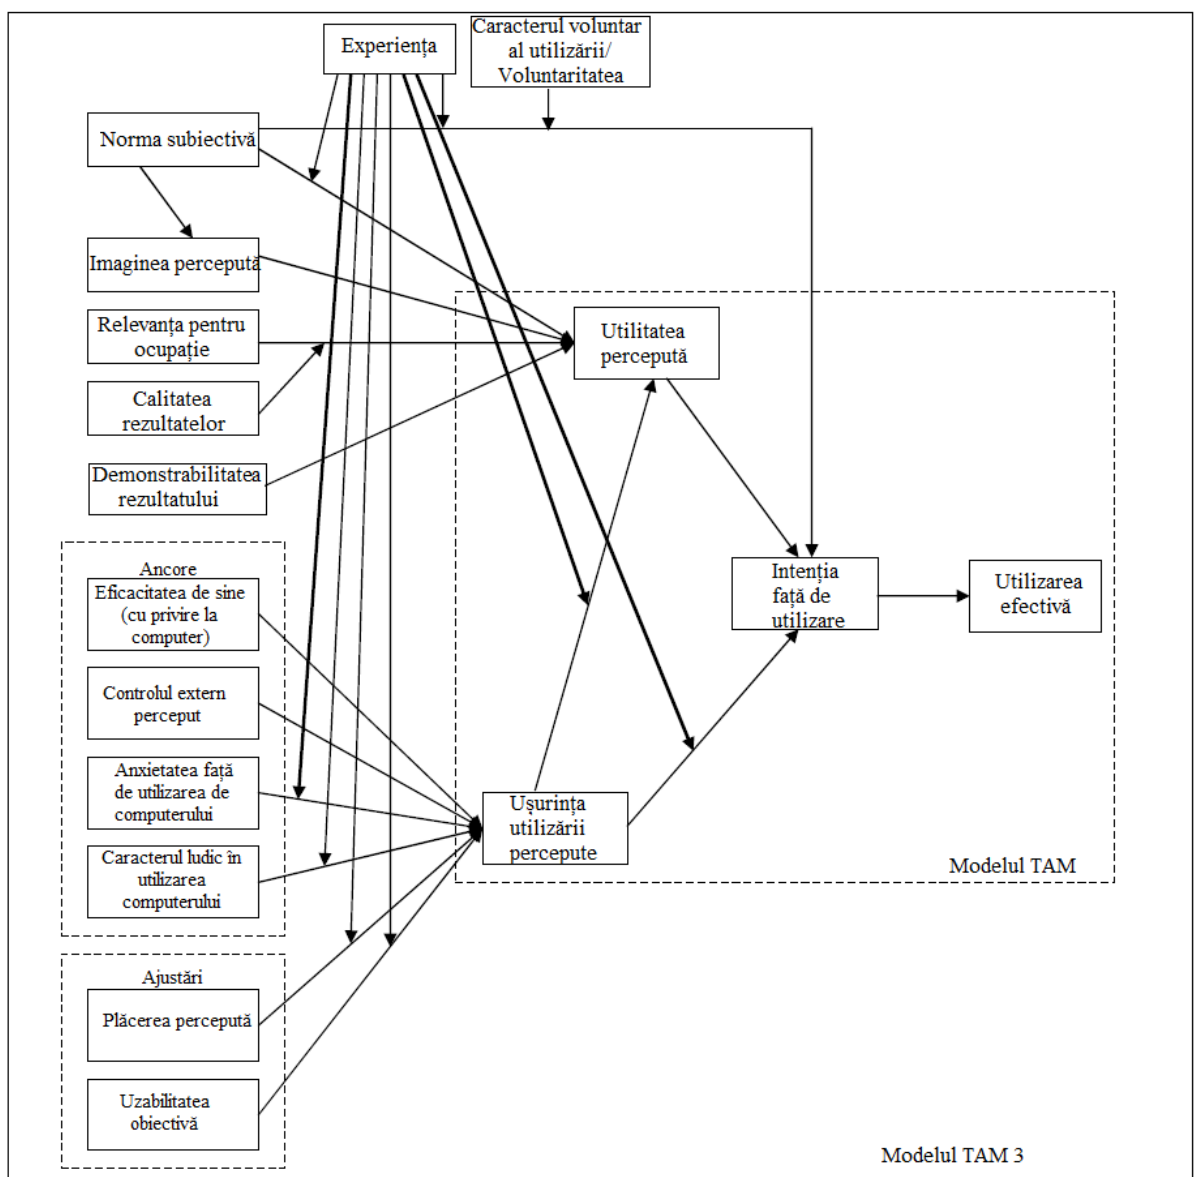 Experiența
Caracterul voluntar
al utilizării/
Voluntaritatea
Norma subiectivă
Imaginea percepută
Relevanța pentru
ocupație
Calitatea
rezultatelor
Demonstrabilitatea
rezultatului
Utilitatea
percepută
Intenția
față de
utilizare
Utilizarea
efectivă
Ancore
Eficacitatea de sine
(cu privire la
computer)
Controlul extern
perceput
Anxietatea față
de utilizarea de
computerului
Caracterul ludic în
utilizarea
computerului
Ușurința
utilizării
percepute
Modelul TAM
Ajustări
Plăcerea percepută
Uzabilitatea
obiectivă
Modelul TAM 3